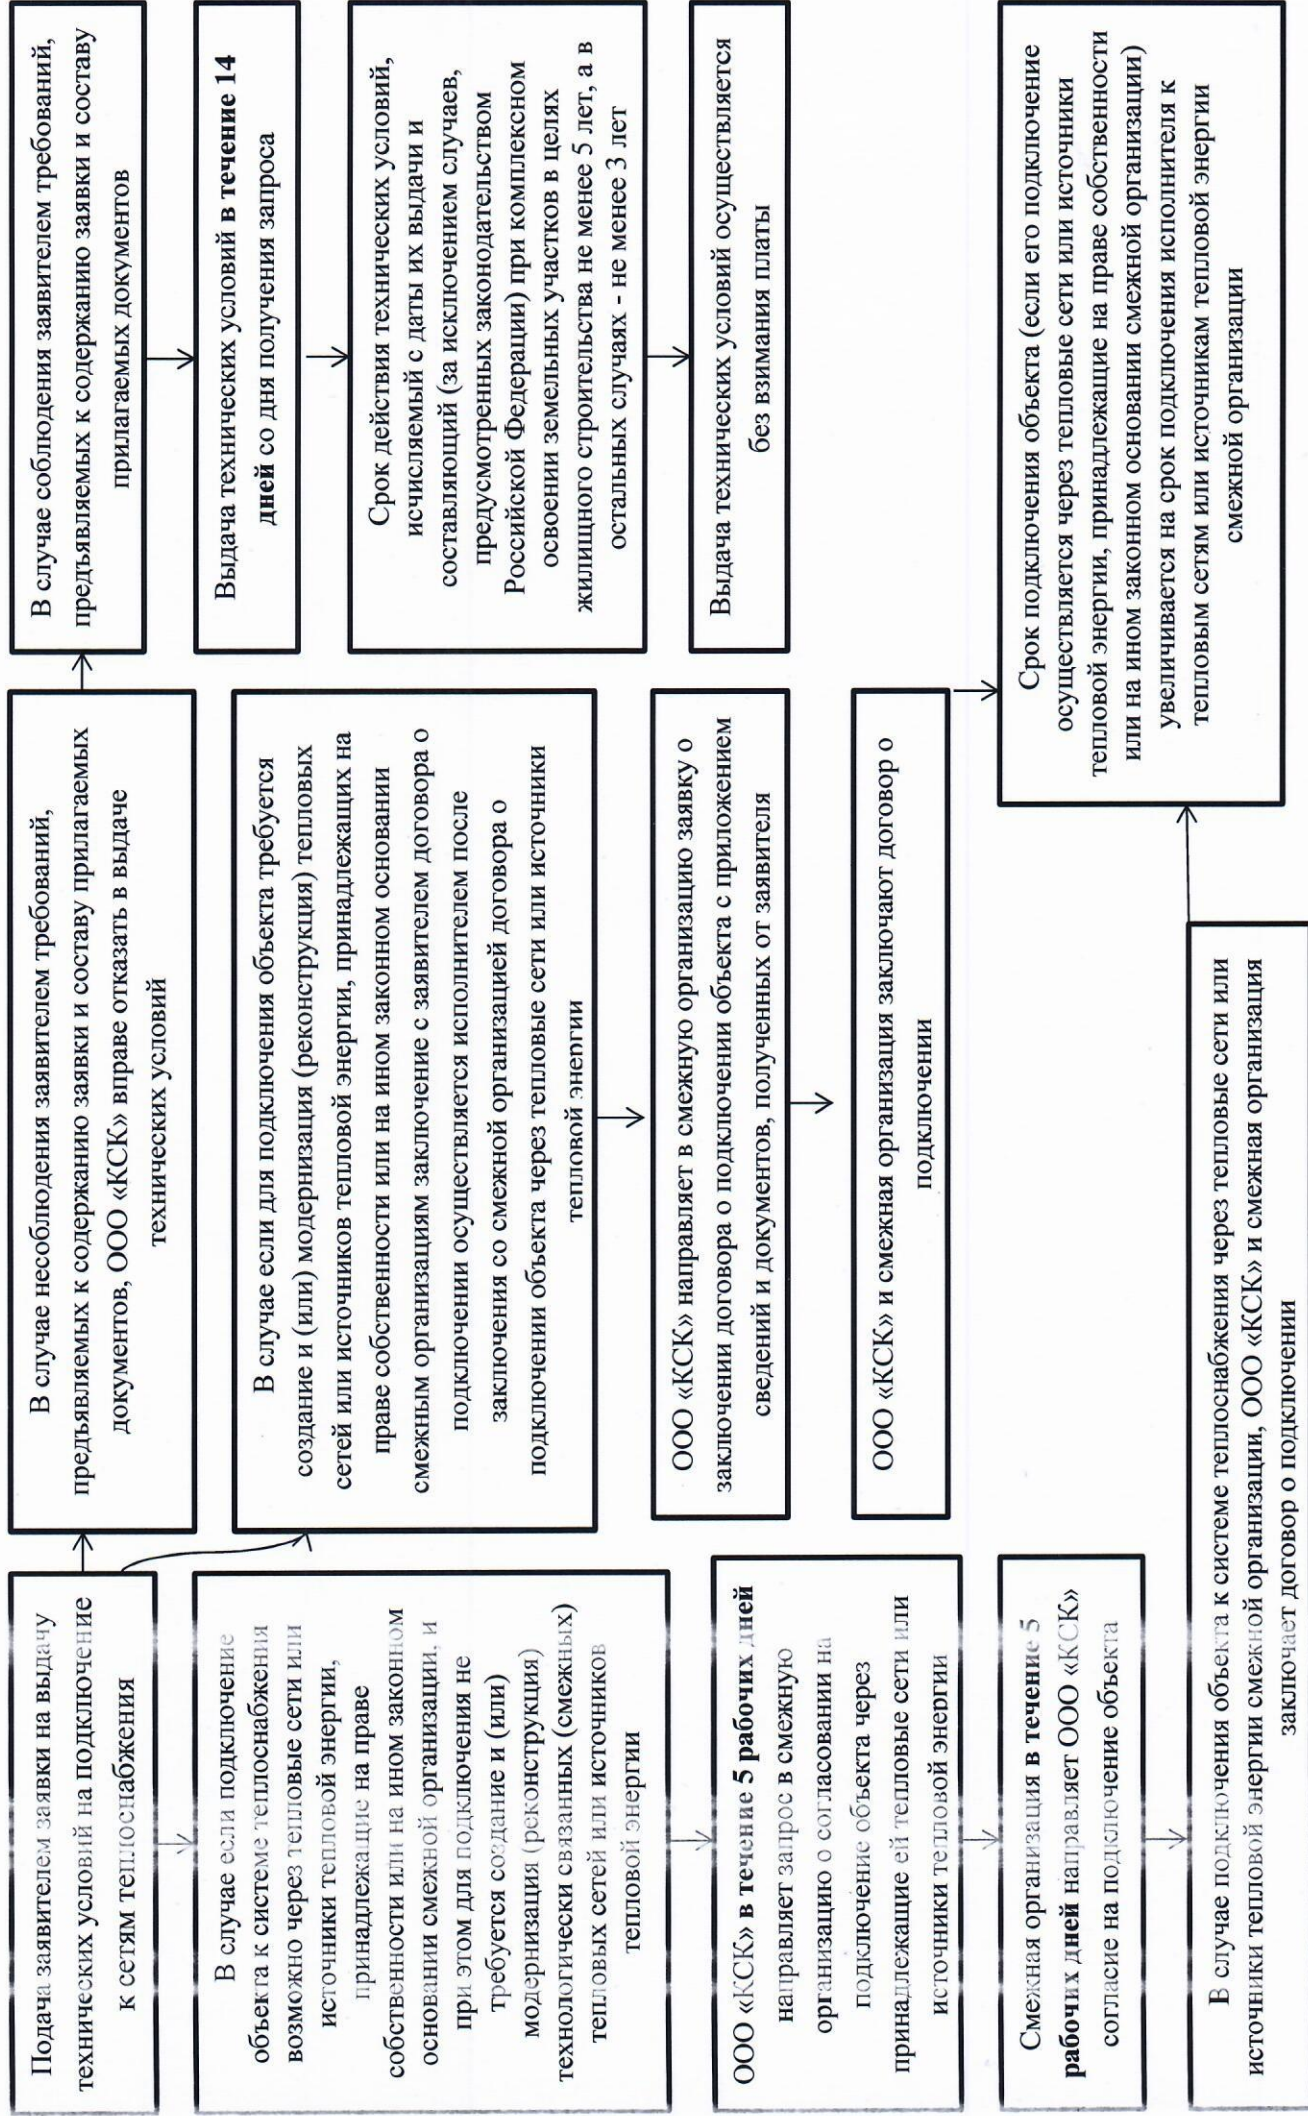 Подача заявителем заявки на выдачу
технических условий на подключение
к сетям теплоснабжения
В случае если подключение
объекта к системе теплоснабжения
возможно через тепловые сети или
источники тепловой энергии,
принадлежащие на праве
собственности или на ином законном
основании смежной организации, и
при этом для подключения не
требуется создание и (или)
модернизация (реконструкция)
технологически связанных (смежных)
тепловых сетей или источников
тепловой энергии
ООО «КСК» в течение 5 рабочих дней
направляет запрос в смежную
организацию о согласовании на
подключение объекта через
принадлежащие ей тепловые сети или
источники тепловой энергии
Смежная организация в течение 5
рабочих дней направляет ООО «КСК»
согласие на подключение объекта
В случае подключения объекта к системе теплоснабжения через тепловые сети или
источники тепловой энергии смежной организации, ООО «КСК» и смежная организация
заключает договор о подключении
В случае несоблюдения заявителем требований,
предъявляемых к содержанию заявки и составу прилагаемых
документов, ООО «КСК» вправе отказать в выдаче
технических условий
В случае если для подключения объекта требуется
создание и (или) модернизация (реконструкция) тепловых
сетей или источников тепловой энергии, принадлежащих на
праве собственности или на ином законном основании
смежным организациям заключение с заявителем договора о
подключении осуществляется исполнителем после
заключения со смежной организацией договора о
подключении объекта через тепловые сети или источники
тепловой энергии
ООО «КСК» направляет в смежную организацию заявку о
заключении договора о подключении объекта с приложением
сведений и документов, полученных от заявителя
ООО «КСК» и смежная организация заключают договор о
подключении
В случае соблюдения заявителем требований,
предъявляемых к содержанию заявки и составу
прилагаемых документов
Выдача технических условий в течение 14
дней со дня получения запроса
Срок действия технических условий,
исчисляемый с даты их выдачи и
составляющий (за исключением случаев,
предусмотренных законодательством
Российской Федерации) при комплексном
освоении земельных участков в целях
жилищного строительства не менее 5 лет, а в
остальных случаях - не менее 3 лет
Выдача технических условий осуществляется
без взимания платы
Срок подключения объекта (если его подключение
осуществляется через тепловые сети или источники
тепловой энергии, принадлежащие на праве собственности
или на ином законном основании смежной организации)
увеличивается на срок подключения исполнителя к
тепловым сетям или источникам тепловой энергии
смежной организации